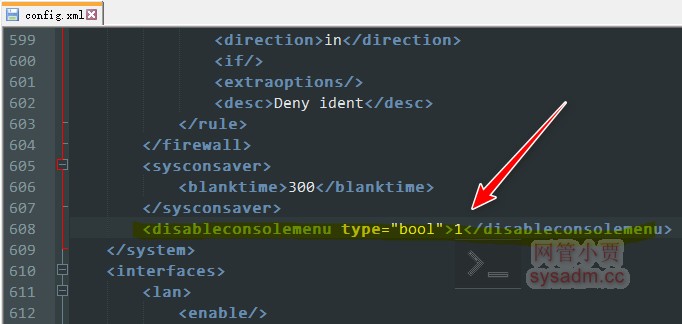 config.xml
599 <direction>in</direction>
600 <if/>
601 <extraoptions/>
602 <desc>Deny ident</desc>
603 </rule>
604 </firewall>
605 <sysconsaver>
606 <blanktime>300</blanktime>
607 </sysconsaver>
608 <disableconsolemenu type="bool">1</disableconsolemenu>
609 </system>
610 <interfaces>
611 <lan>
612 <enable/>
>_
网管小贾
sysadm.cc